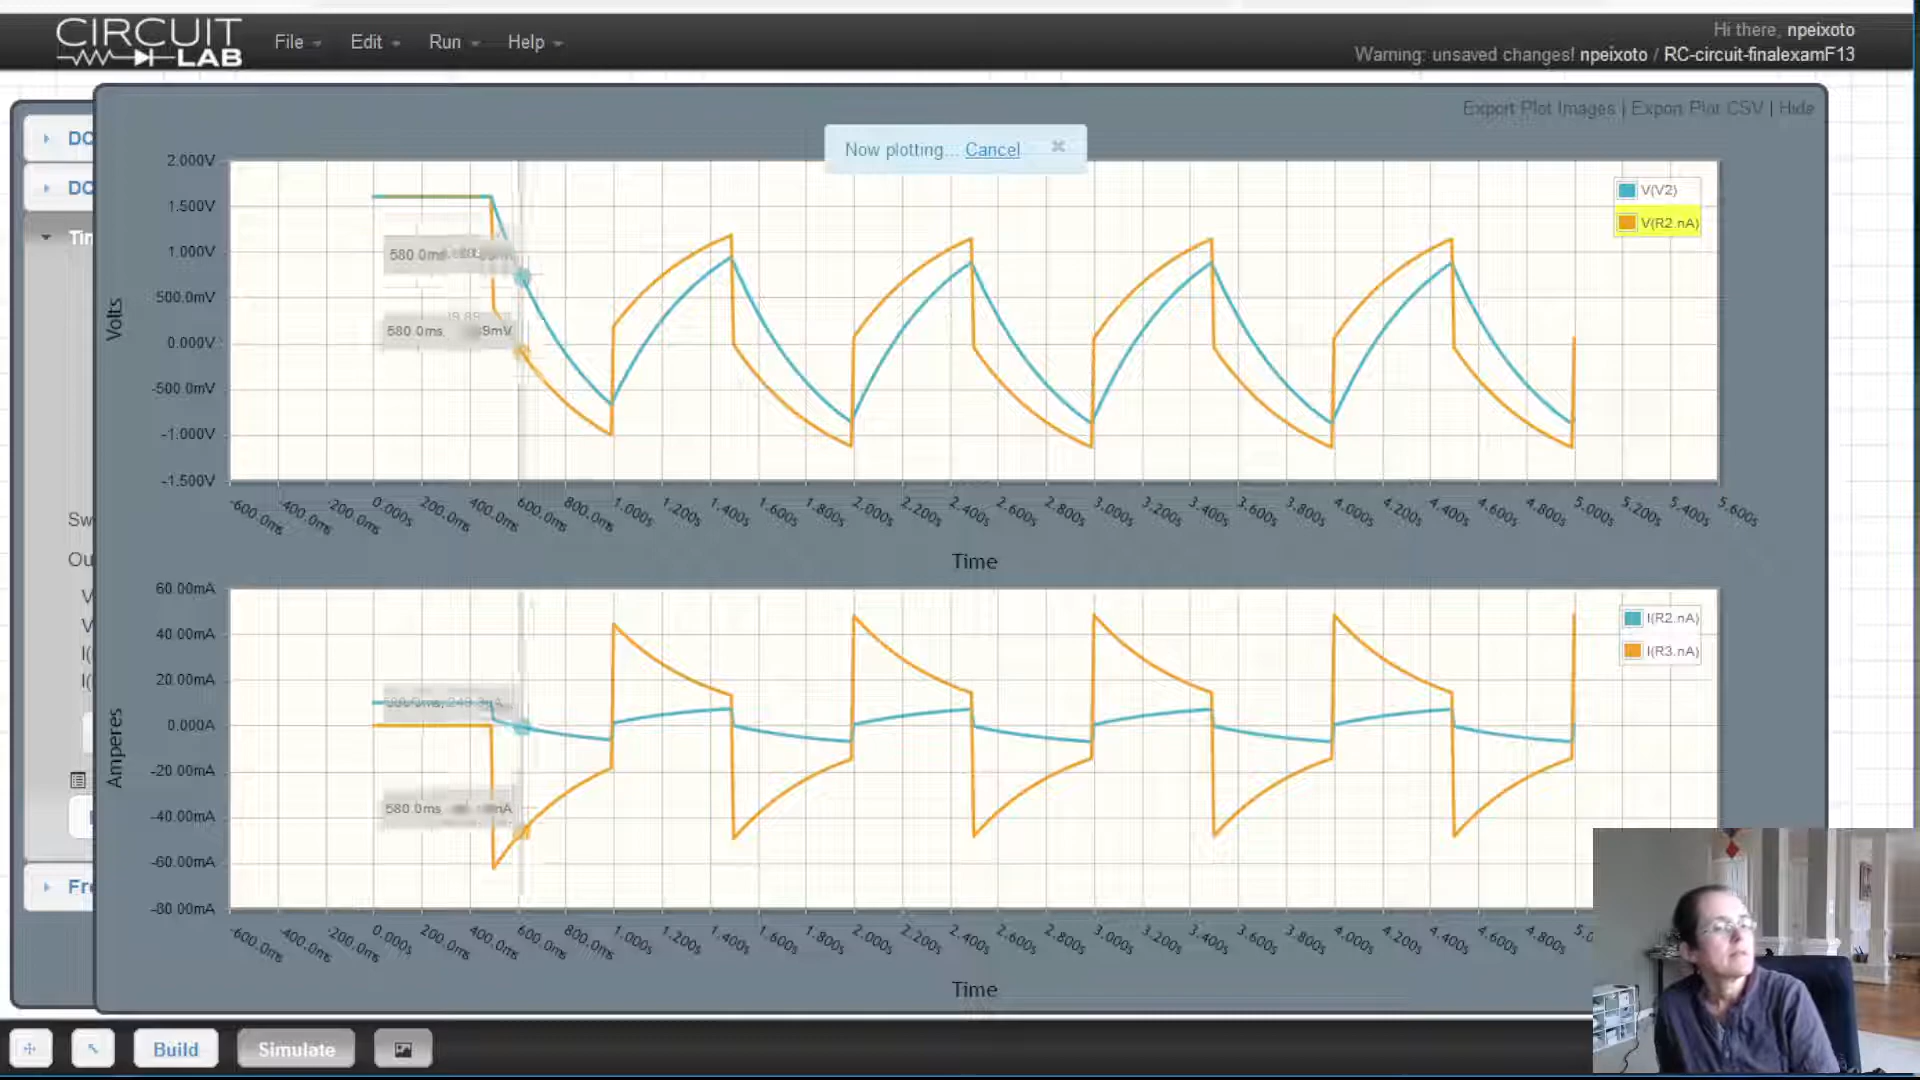 CIRCUIT
LAB
File
Edit
Run
Help
Hi there, npeixoto
Warning: unsaved changes! npeixoto / RC-circuit-finalexamF13
Export Plot Images | Export Plot CSV | Hide
Now plotting... Cancel
DC
DC
Tim
Sw
Ou
V
V
I(
I(
Fre
2.000V
1.500V
1.000V
500.0mV
0.000V
-500.0mV
-1.000V
-1.500V
Volts
V(V2)
V(R2.nA)
580.0ms
580.0ms, 9mV
-600.0ms -400.0ms -200.0ms 0.000s 200.0ms 400.0ms 600.0ms 800.0ms 1.000s 1.200s 1.400s 1.600s 1.800s 2.000s 2.200s 2.400s 2.600s 2.800s 3.000s 3.200s 3.400s 3.600s 3.800s 4.000s 4.200s 4.400s 4.600s 4.800s 5.000s 5.200s 5.400s 5.600s
Time
60.00mA
40.00mA
20.00mA
0.000A
-20.00mA
-40.00mA
-60.00mA
-80.00mA
Amperes
I(R2.nA)
I(R3.nA)
580.0ms
-600.0ms -400.0ms -200.0ms 0.000s 200.0ms 400.0ms 600.0ms 800.0ms 1.000s 1.200s 1.400s 1.600s 1.800s 2.000s 2.200s 2.400s 2.600s 2.800s 3.000s 3.200s 3.400s 3.600s 3.800s 4.000s 4.200s 4.400s 4.600s 4.800s 5.0
Time
Build
Simulate